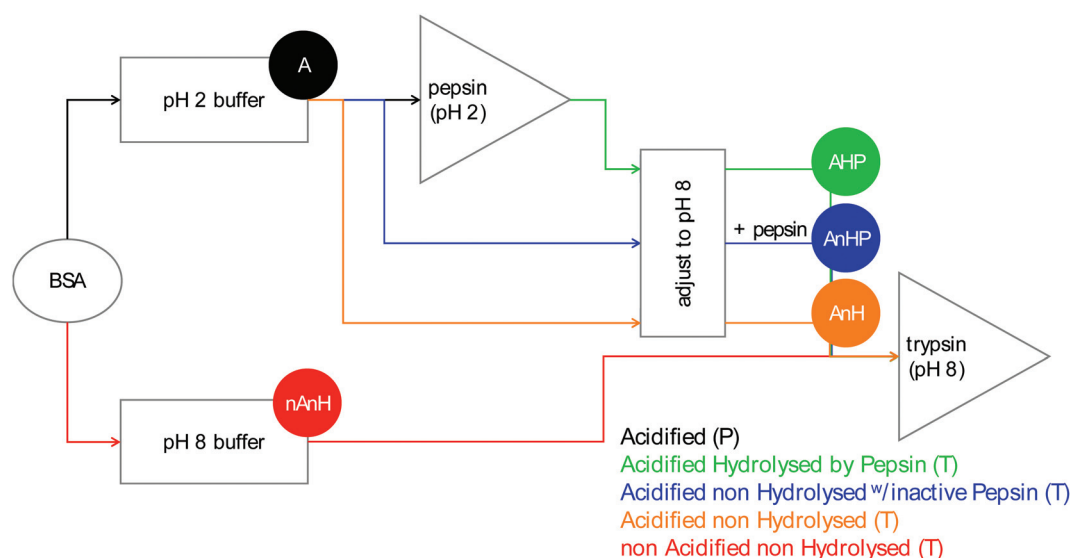 A
pH 2 buffer
pepsin
(pH 2)
AHP
adjust to pH 8
+ pepsin
AnHP
BSA
AnH
trypsin
(pH 8)
nAnH
pH 8 buffer
Acidified (P)
Acidified Hydrolysed by Pepsin (T)
Acidified non Hydrolysed w/inactive Pepsin (T)
Acidified non Hydrolysed (T)
non Acidified non Hydrolysed (T)